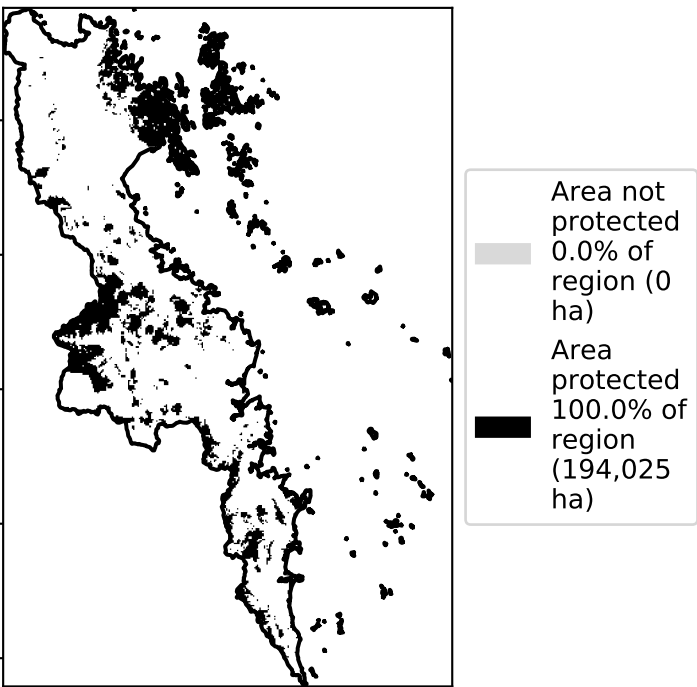 Area not
protected
0.0% of
region (0
ha)
Area
protected
100.0% of
region
(194,025
ha)